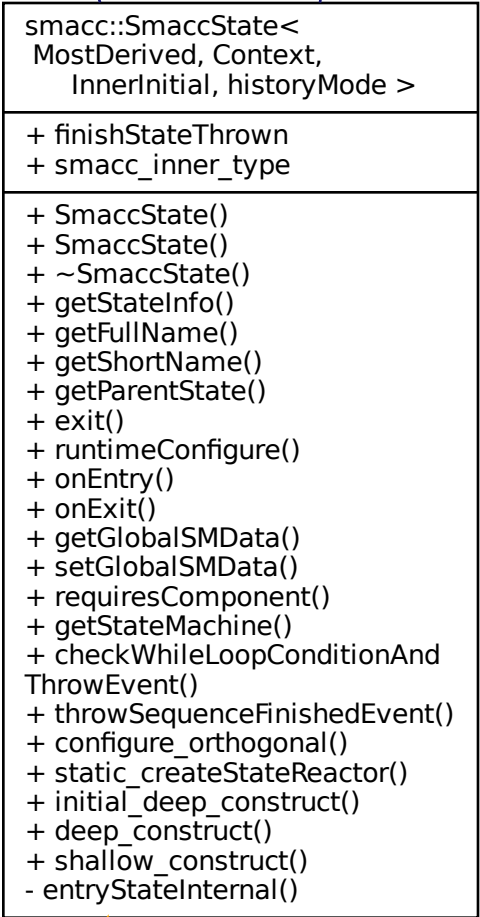 smacc::SmaccState<
MostDerived, Context,
InnerInitial, historyMode >
+ finishStateThrown
+ smacc_inner_type
+ SmaccState()
+ SmaccState()
+ ~SmaccState()
+ getStateInfo()
+ getFullName()
+ getShortName()
+ getParentState()
+ exit()
+ runtimeConfigure()
+ onEntry()
+ onExit()
+ getGlobalSMData()
+ setGlobalSMData()
+ requiresComponent()
+ getStateMachine()
+ checkWhileLoopConditionAnd
ThrowEvent()
+ throwSequenceFinishedEvent()
+ configure_orthogonal()
+ static_createStateReactor()
+ initial_deep_construct()
+ deep_construct()
+ shallow_construct()
- entryStateInternal()